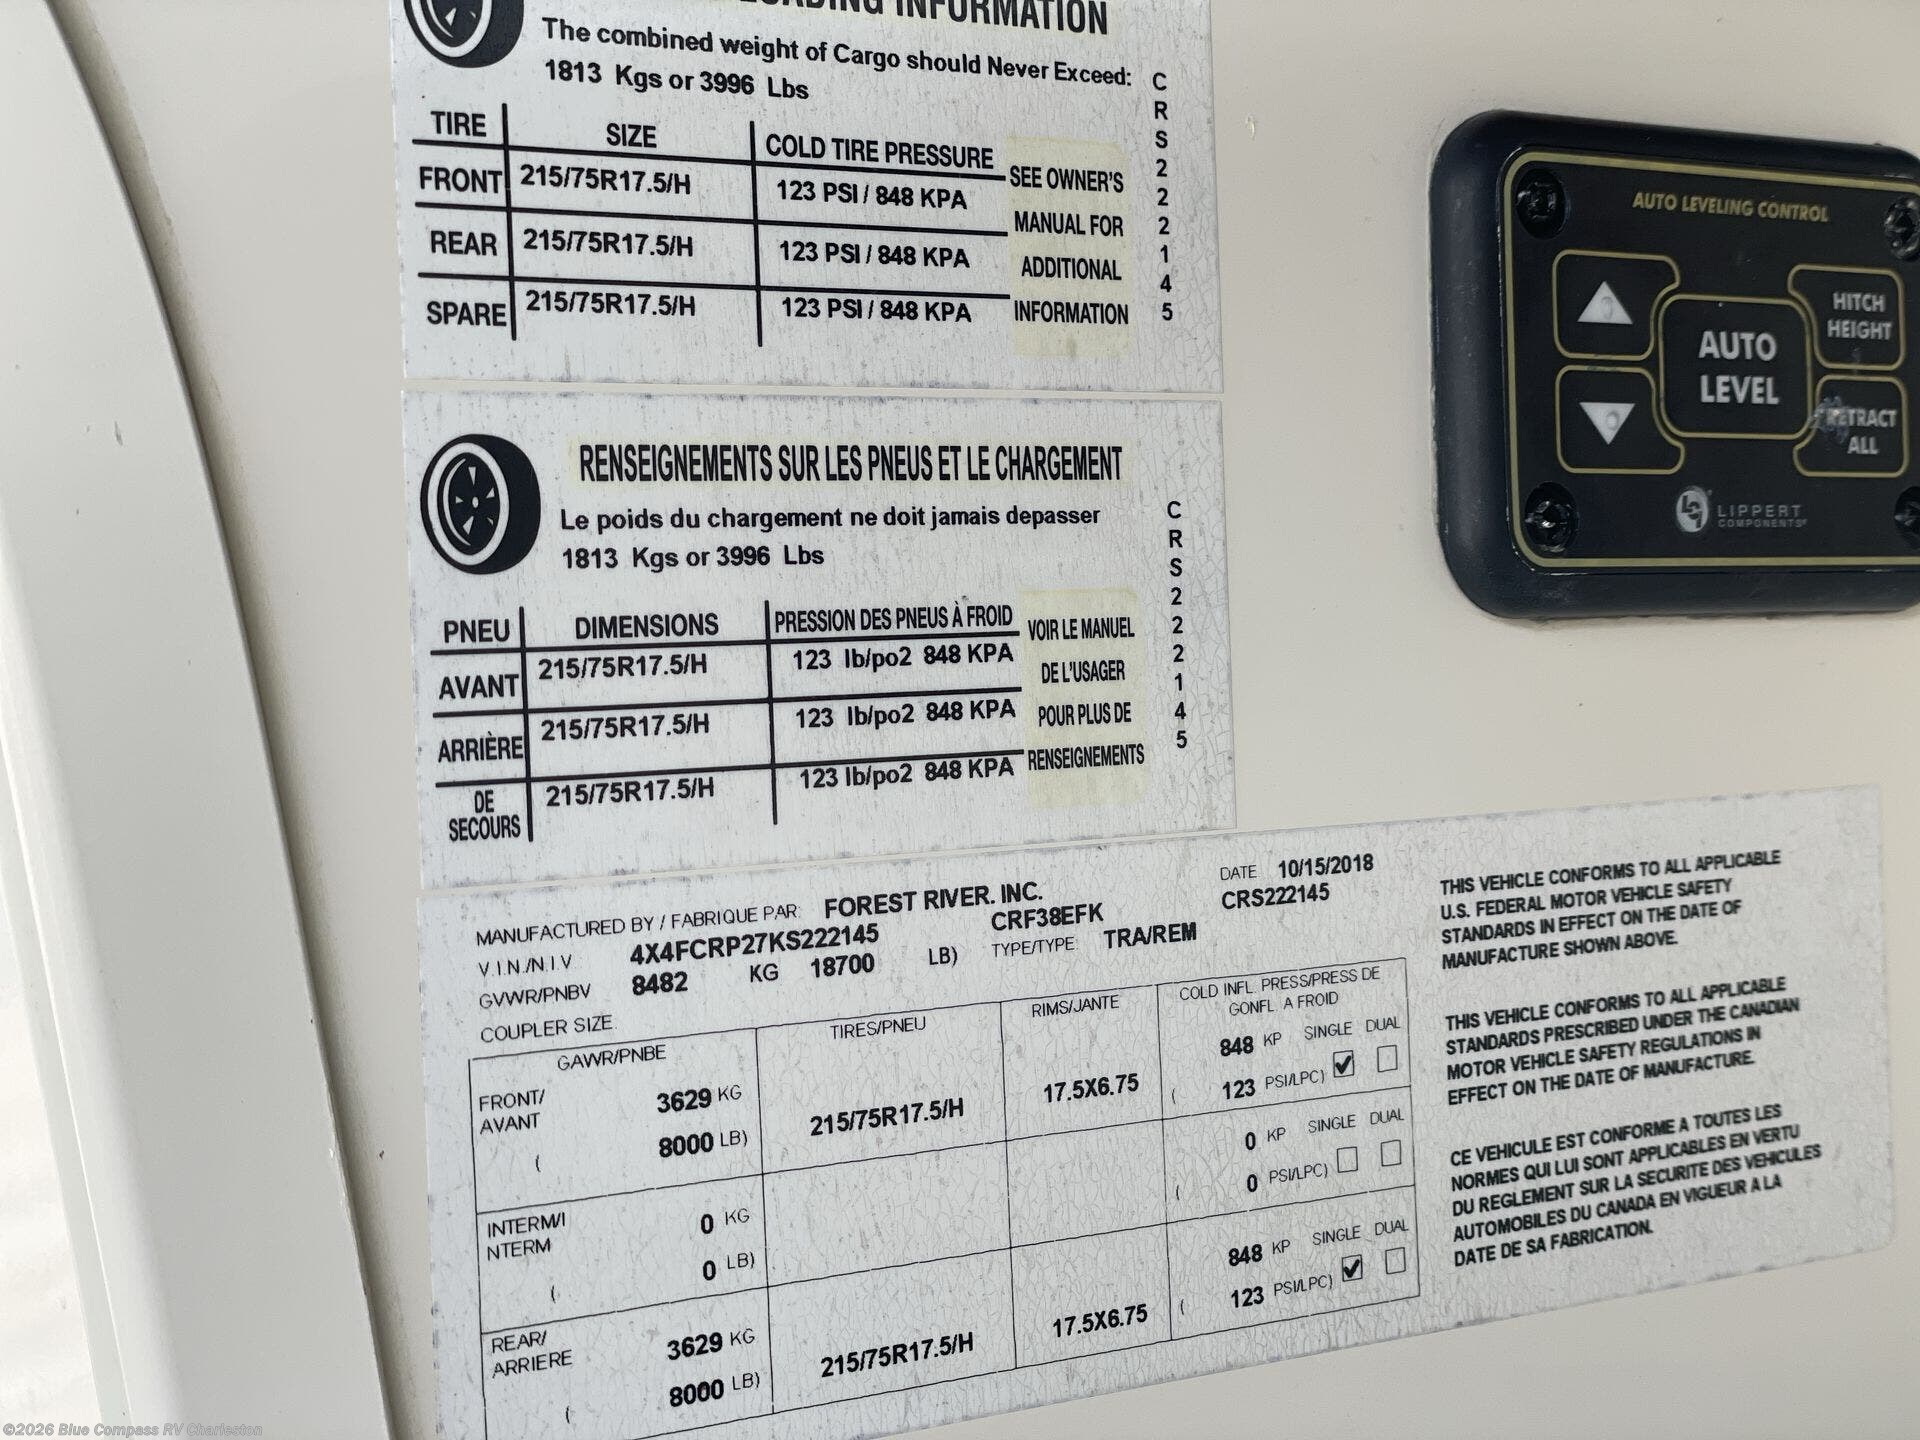 LOADING INFORMATION
The combined weight of Cargo should Never Exceed:
1813 Kgs or 3996 Lbs
TIRE SIZE COLD TIRE PRESSURE
FRONT 215/75R17.5/H 123 PSI / 848 KPA
REAR 215/75R17.5/H 123 PSI / 848 KPA
SPARE 215/75R17.5/H 123 PSI / 848 KPA
SEE OWNER'S
MANUAL FOR
ADDITIONAL
INFORMATION
CRS222145
RENSEIGNEMENTS SUR LES PNEUS ET LE CHARGEMENT
Le poids du chargement ne doit jamais depasser
1813 Kgs or 3996 Lbs
PNEU DIMENSIONS PRESSION DES PNEUS À FROID
AVANT 215/75R17.5/H 123 lb/po2 848 KPA
ARRIÈRE 215/75R17.5/H 123 lb/po2 848 KPA
DE
SECOURS 215/75R17.5/H 123 lb/po2 848 KPA
VOIR LE MANUEL
DE L'USAGER
POUR PLUS DE
RENSEIGNEMENTS
CRS222145
AUTO LEVELING CONTROL
AUTO
LEVEL
HITCH
HEIGHT
RETRACT
ALL
LIPPERT
COMPONENTS
MANUFACTURED BY / FABRIQUE PAR: FOREST RIVER. INC. DATE 10/15/2018
V.I.N./N.I.V. 4X4FCRP27KS222145 CRF38EFK CRS222145
GVWR/PNBV 8482 KG 18700 LB) TYPE/TYPE TRA/REM
COUPLER SIZE
GAWR/PNBE TIRES/PNEU RIMS/JANTE COLD INFL. PRESS/PRESS DE
GONFL. A FROID
FRONT/
AVANT 3629 KG
( 8000 LB)
215/75R17.5/H 17.5X6.75
848 KP SINGLE DUAL
( 123 PSI/LPC)
INTERM/I
NTERM 0 KG
( 0 LB)
0 KP SINGLE DUAL
( 0 PSI/LPC)
REAR/
ARRIERE 3629 KG
( 8000 LB)
215/75R17.5/H 17.5X6.75
848 KP SINGLE DUAL
( 123 PSI/LPC)
THIS VEHICLE CONFORMS TO ALL APPLICABLE
U.S. FEDERAL MOTOR VEHICLE SAFETY
STANDARDS IN EFFECT ON THE DATE OF
MANUFACTURE SHOWN ABOVE.
THIS VEHICLE CONFORMS TO ALL APPLICABLE
STANDARDS PRESCRIBED UNDER THE CANADIAN
MOTOR VEHICLE SAFETY REGULATIONS IN
EFFECT ON THE DATE OF MANUFACTURE.
CE VEHICULE EST CONFORME A TOUTES LES
NORMES QUI LUI SONT APPLICABLES EN VERTU
DU REGLEMENT SUR LA SECURITE DES VEHICULES
AUTOMOBILES DU CANADA EN VIGUEUR A LA
DATE DE SA FABRICATION.
©2026 Blue Compass RV Charleston